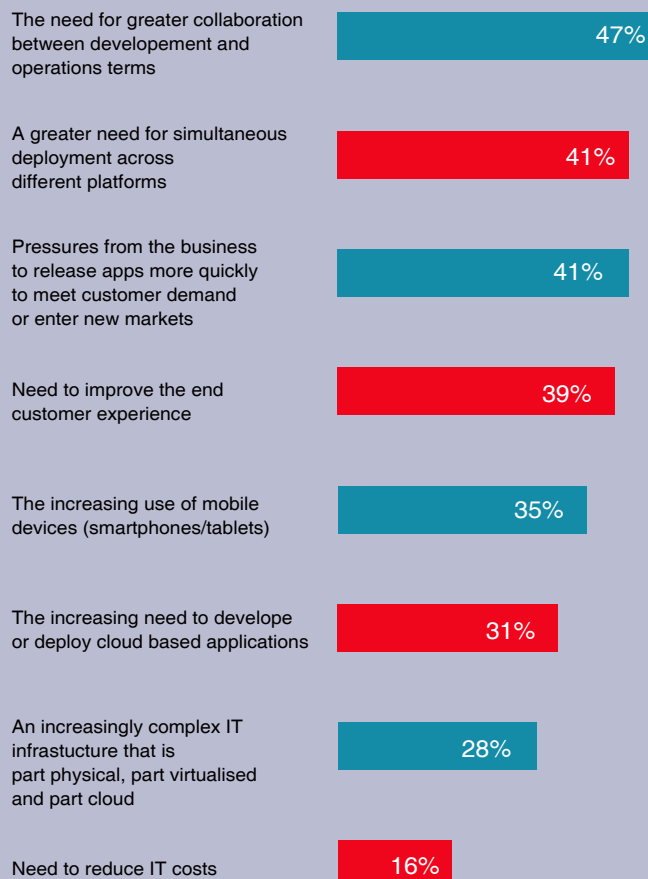 The need for greater collaboration
between developement and
operations terms
47%
A greater need for simultaneous
deployment across
different platforms
41%
Pressures from the business
to release apps more quickly
to meet customer demand
or enter new markets
41%
Need to improve the end
customer experience
39%
The increasing use of mobile
devices (smartphones/tablets)
35%
The increasing need to develope
or deploy cloud based applications
31%
An increasingly complex IT
infrastucture that is
part physical, part virtualised
and part cloud
28%
Need to reduce IT costs
16%